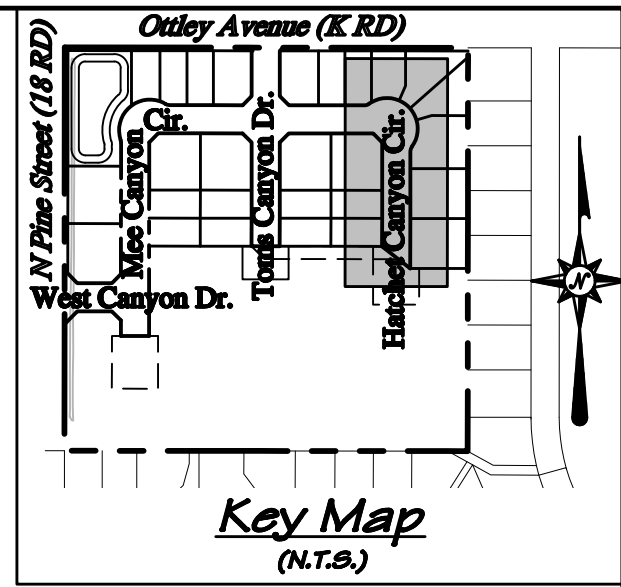 Ottley Avenue (K RD)
N Pine Street (18 RD)
Mee Canyon Cir.
Toms Canyon Dr.
Hatchet Canyon Cir.
West Canyon Dr.
N
Key Map
(N.T.S.)